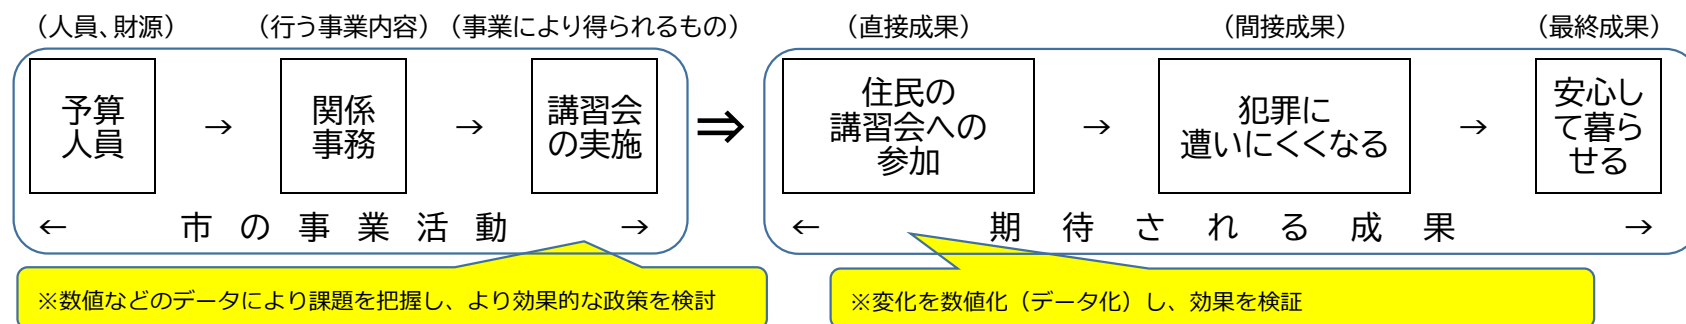 （人員、財源）
（行う事業内容）
（事業により得られるもの）
（直接成果）
（間接成果）
（最終成果）
予算
人員
→
関係
事務
→
講習会
の実施
⇒
住民の
講習会への
参加
→
犯罪に
遭いにくくなる
→
安心し
て暮ら
せる
← 市の事業活動 →
← 期待される成果 →
※数値などのデータにより課題を把握し、より効果的な政策を検討
※変化を数値化（データ化）し、効果を検証